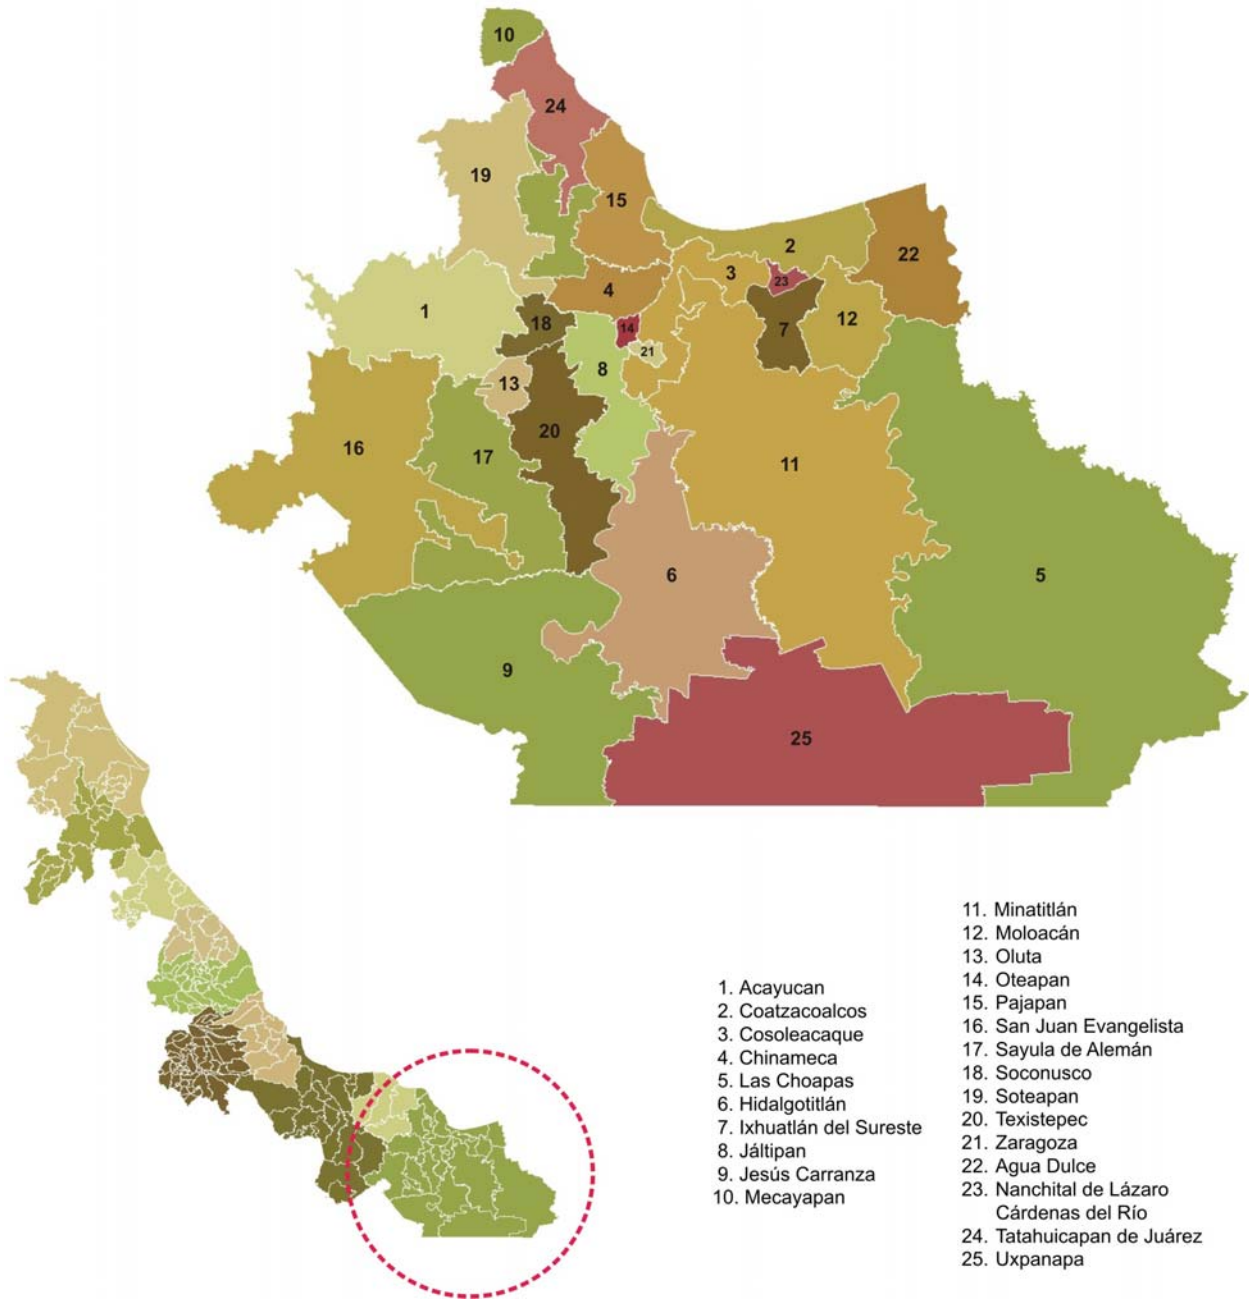 10
24
19
15
2
22
3
23
4
1
18
14
7
12
21
8
13
20
16
17
11
6
5
9
25
1. Acayucan
2. Coatzacoalcos
3. Cosoleacaque
4. Chinameca
5. Las Choapas
6. Hidalgotitlán
7. Ixhuatlán del Sureste
8. Jáltipan
9. Jesús Carranza
10. Mecayapan
11. Minatitlán
12. Moloacán
13. Oluta
14. Oteapan
15. Pajapan
16. San Juan Evangelista
17. Sayula de Alemán
18. Soconusco
19. Soteapan
20. Texistepec
21. Zaragoza
22. Agua Dulce
23. Nanchital de Lázaro
Cárdenas del Río
24. Tatahuicapan de Juárez
25. Uxpanapa